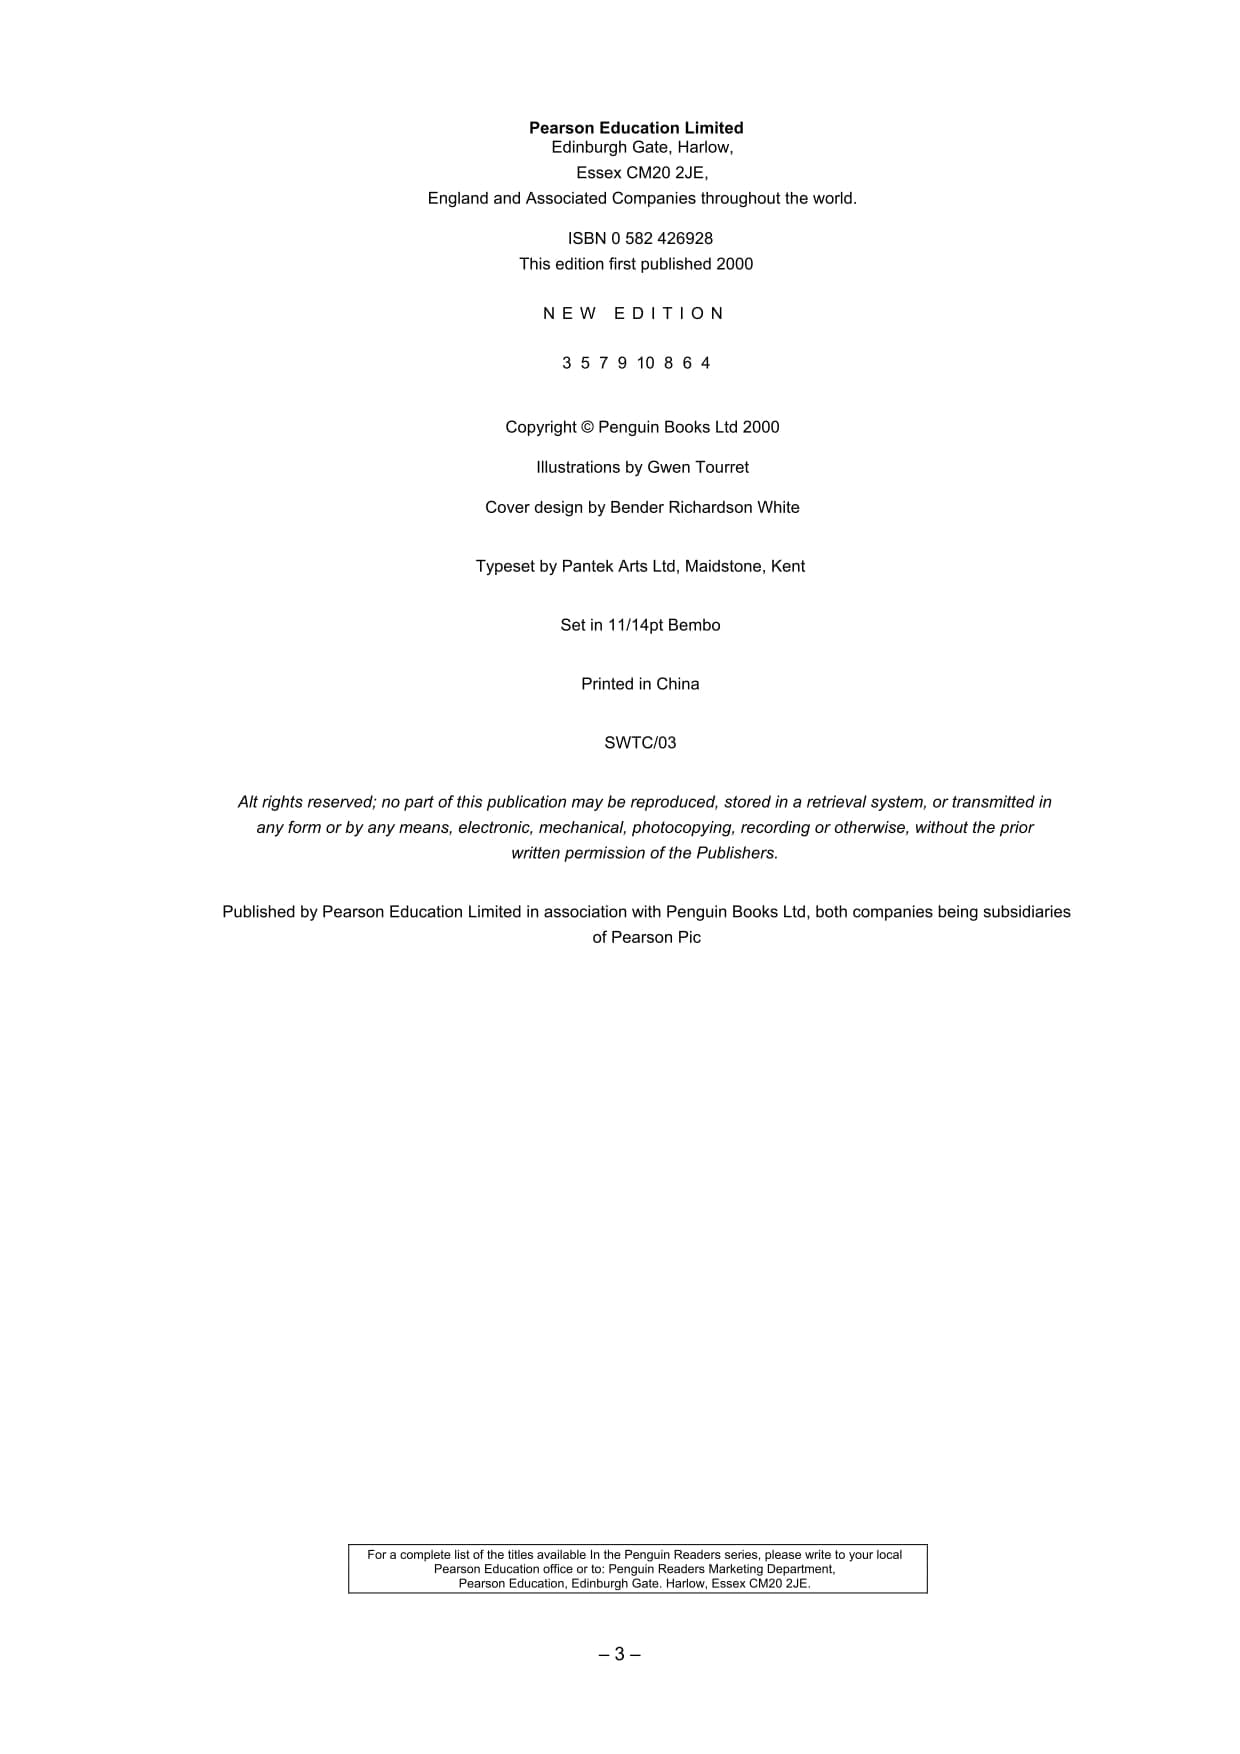 Pearson Education Limited
Edinburgh Gate, Harlow,
Essex CM20 2JE,
England and Associated Companies throughout the world.
ISBN 0 582 426928
This edition first published 2000
NEW EDITION
3 5 7 9 10 8 6 4
Copyright © Penguin Books Ltd 2000
Illustrations by Gwen Tourret
Cover design by Bender Richardson White
Typeset by Pantek Arts Ltd, Maidstone, Kent
Set in 11/14pt Bembo
Printed in China
SWTC/03
Alt rights reserved; no part of this publication may be reproduced, stored in a retrieval system, or transmitted in
any form or by any means, electronic, mechanical, photocopying, recording or otherwise, without the prior
written permission of the Publishers.
Published by Pearson Education Limited in association with Penguin Books Ltd, both companies being subsidiaries
of Pearson Pic
For a complete list of the titles available In the Penguin Readers series, please write to your local
Pearson Education office or to: Penguin Readers Marketing Department,
Pearson Education, Edinburgh Gate. Harlow, Essex CM20 2JE.
– 3 –